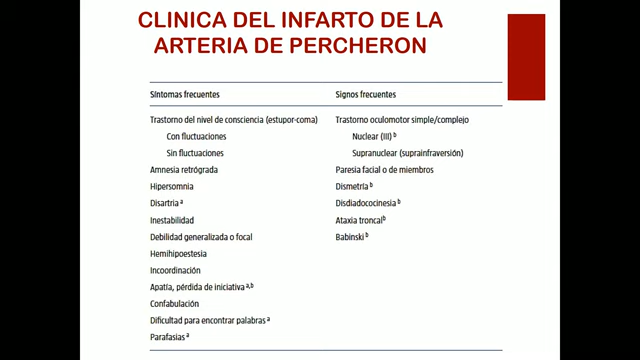 CLINICA DEL INFARTO DE LA
ARTERIA DE PERCHERON
Síntomas frecuentes
Trastorno del nivel de consciencia (estupor-coma)
Con fluctuaciones
Sin fluctuaciones
Amnesia retrógrada
Hipersomnia
Disartria a
Inestabilidad
Debilidad generalizada o focal
Hemihipoestesia
Incoordinación
Apatía, pérdida de iniciativa a,b
Confabulación
Dificultad para encontrar palabras a
Parafasias a
Signos frecuentes
Trastorno oculomotor simple/complejo
Nuclear (III) b
Supranuclear (suprainfraversión)
Paresia facial o de miembros
Dismetría b
Disdiadococinesia b
Ataxia troncal b
Babinski b